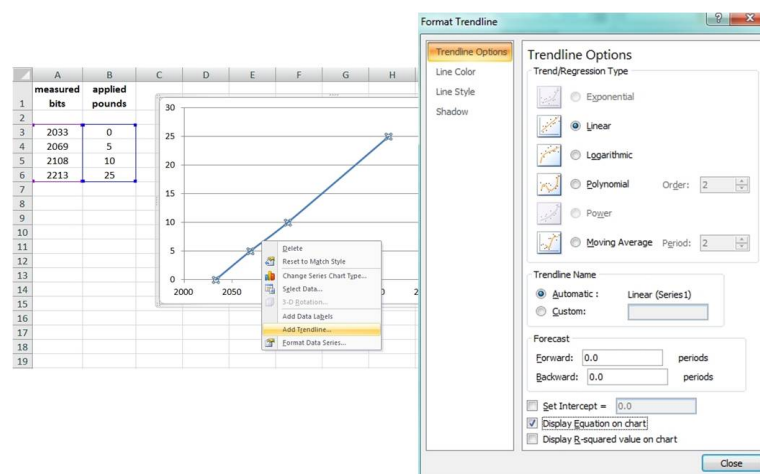 A B C D E F G H
measured applied
1 bits pounds
2
3 2033 0
4 2069 5
5 2108 10
6 2213 25
7
8
9
10
11
12
13
14
15
16
17
18
19
30
25
20
15
10
5
0
2000 2050 0 2
Delete
Reset to Match Style
Change Series Chart Type...
Select Data...
3-D Rotation...
Add Data Labels
Add Trendline...
Format Data Series...
Format Trendline
? X
Trendline Options
Line Color
Line Style
Shadow
Trendline Options
Trend/Regression Type
Exponential
Linear
Logarithmic
Polynomial Order: 2
Power
Moving Average Period: 2
Trendline Name
Automatic : Linear (Series1)
Custom:
Forecast
Forward: 0.0 periods
Backward: 0.0 periods
Set Intercept = 0.0
Display Equation on chart
Display R-squared value on chart
Close